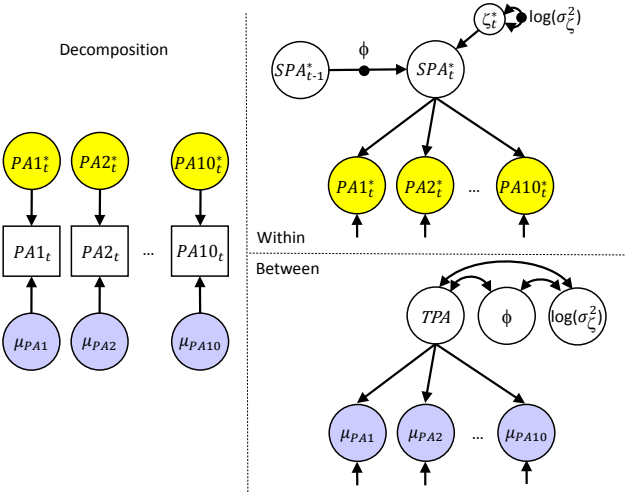 Decomposition
PA1*t PA2*t PA10*t
PA1t PA2t ... PA10t
μPA1 μPA2 μPA10
ζ*t log(σ²ζ)
ϕ
SPA*t-1 SPA*t
PA1*t PA2*t ... PA10*t
Within
Between
TPA ϕ log(σ²ζ)
μPA1 μPA2 ... μPA10